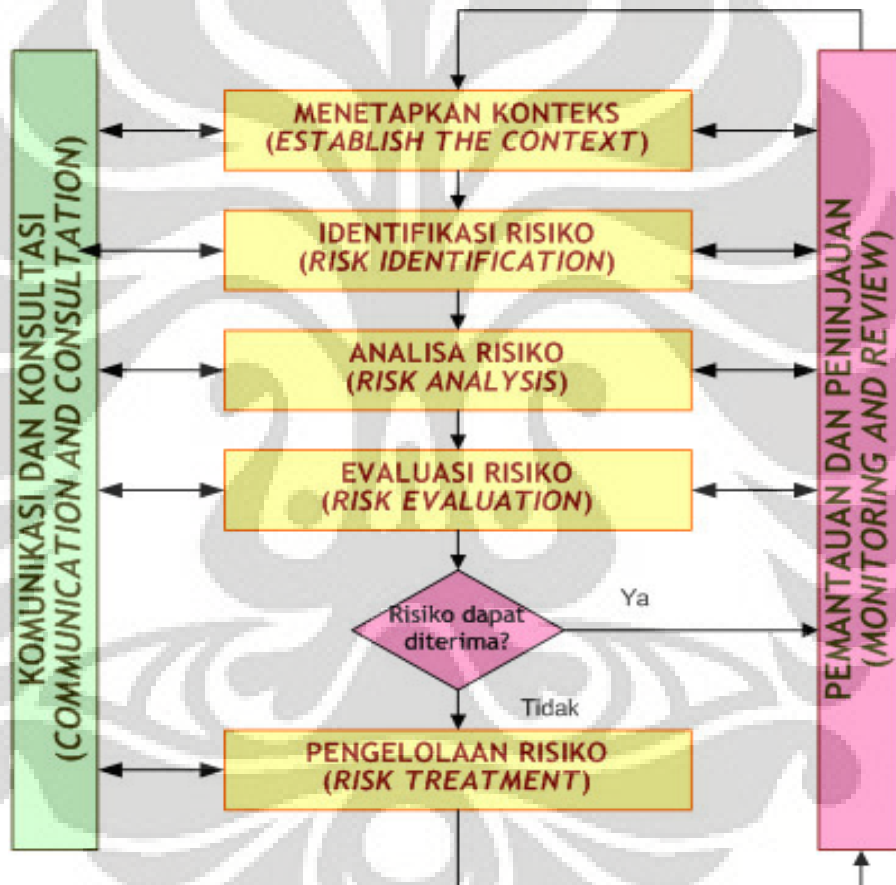 KOMUNIKASI DAN KONSULTASI
(COMMUNICATION AND CONSULTATION)
MENETAPKAN KONTEKS
(ESTABLISH THE CONTEXT)
IDENTIFIKASI RISIKO
(RISK IDENTIFICATION)
ANALISA RISIKO
(RISK ANALYSIS)
EVALUASI RISIKO
(RISK EVALUATION)
Risiko dapat
diterima?
Ya
Tidak
PENGELOLAAN RISIKO
(RISK TREATMENT)
PEMANTAUAN DAN PENINJAUAN
(MONITORING AND REVIEW)